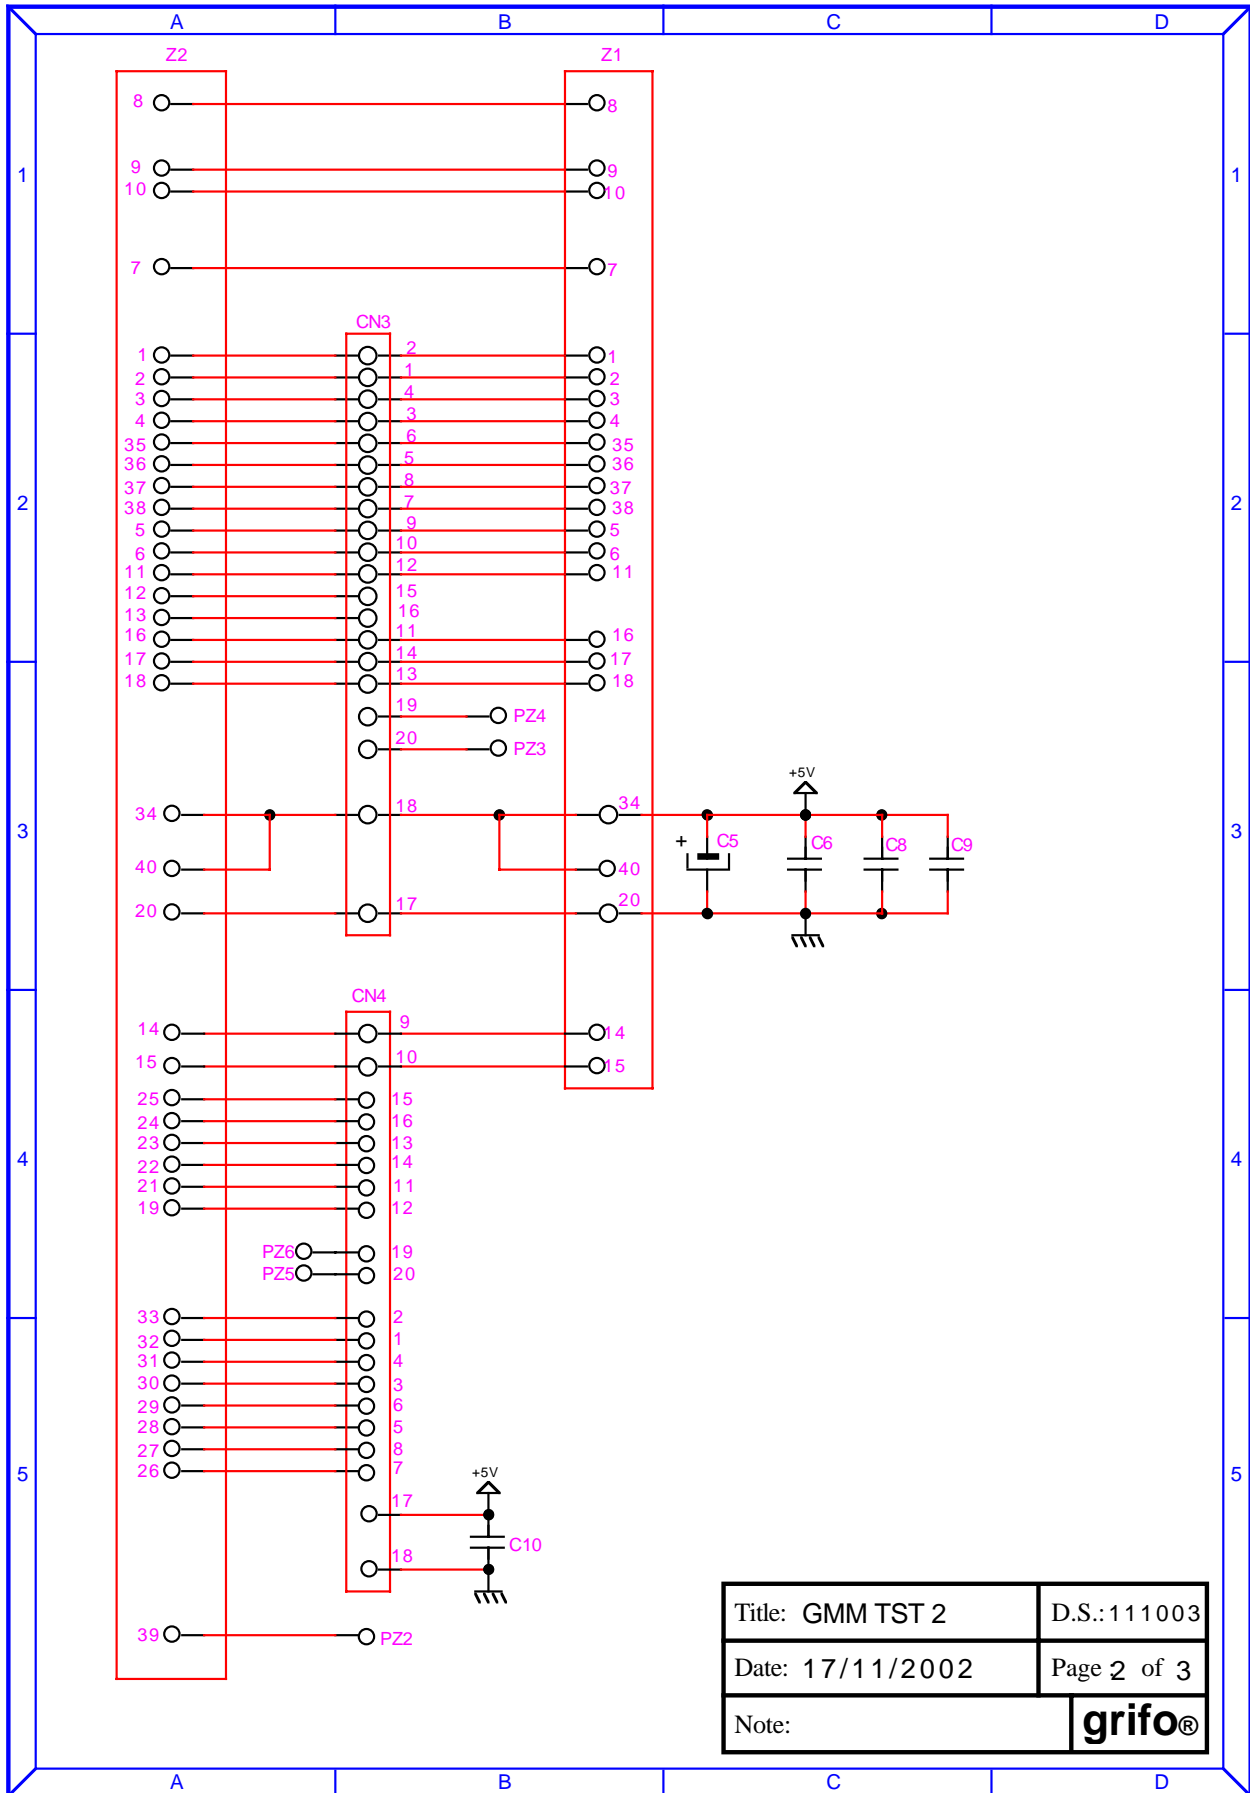 A B C D
Z2 Z1
8 8
9 9
1 1
10 10
7 7
CN3
1 2 1
2 1 2
3 4 3
4 3 4
35 6 35
36 5 36
37 8 37
2 38 7 38 2
5 9 5
6 10 6
11 12 11
12 15
13 16
16 11 16
17 14 17
18 13 18
19 PZ4
20 PZ3
+5V
34 18 34
3 + C5 C6 C8 C9 3
40 40
20 17 20
CN4
14 9 14
15 10 15
25 15
24 16
23 13
4 22 14 4
21 11
19 12
PZ6 19
PZ5 20
33 2
32 1
31 4
30 3
29 6
28 5
27 8
26 7
5 +5V 5
17
C10
18
39 PZ2
Title: GMM TST 2 D.S.:111003
Date: 17/11/2002 Page :2 of 3
Note: grifo®
A B C D